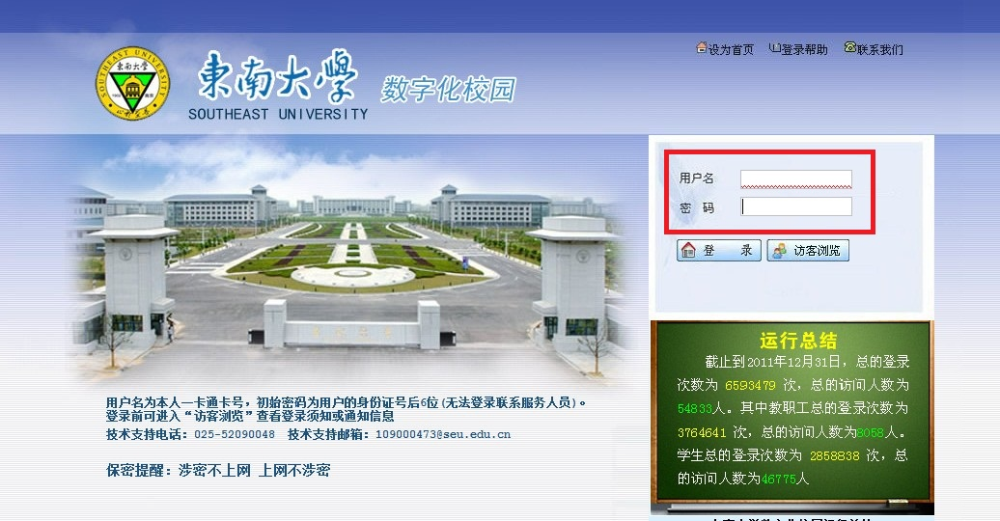 设为首页 登录帮助 联系我们
SOUTHEAST UNIVERSITY
東南大學
東南大學 数字化校园
SOUTHEAST UNIVERSITY
用户名
密 码
登 录 访客浏览
用户名为本人一卡通卡号，初始密码为用户的身份证号后6位(无法登录联系服务人员)。
登录前可进入“访客浏览”查看登录须知或通知信息
技术支持电话：025-52090048 技术支持邮箱：109000473@seu.edu.cn
保密提醒：涉密不上网 上网不涉密
运行总结
截止到2011年12月31日，总的登录
次数为 6593479 次，总的访问人数为
54833人。其中教职工总的登录次数为
3764641 次，总的访问人数为8058人。
学生总的登录次数为 2858838 次，总
的访问人数为46775人